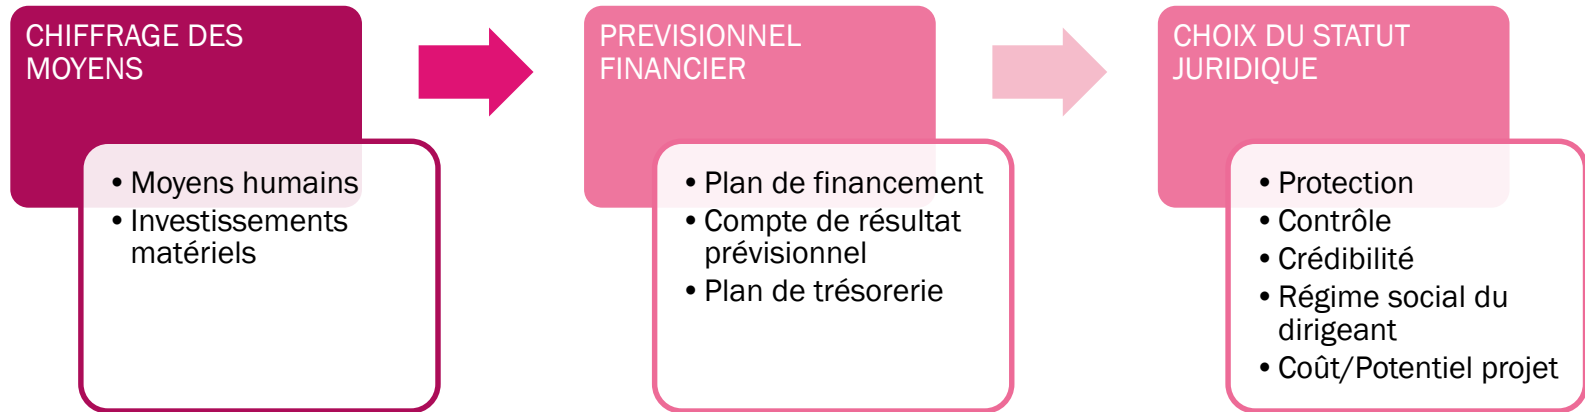 CHIFFRAGE DES
MOYENS
• Moyens humains
• Investissements
matériels
PREVISIONNEL
FINANCIER
• Plan de financement
• Compte de résultat
prévisionnel
• Plan de trésorerie
CHOIX DU STATUT
JURIDIQUE
• Protection
• Contrôle
• Crédibilité
• Régime social du
dirigeant
• Coût/Potentiel projet